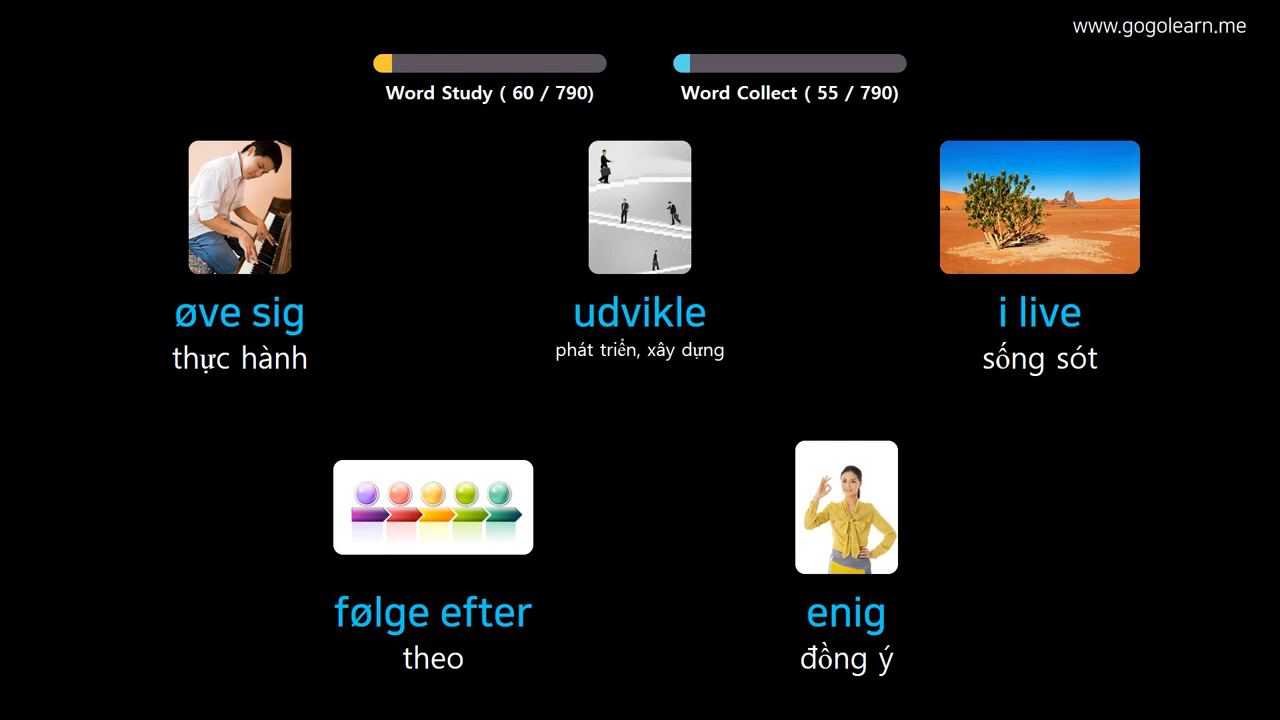 www.gogolearn.me
Word Study ( 60 / 790)
Word Collect ( 55 / 790)
øve sig
thực hành
udvikle
phát triển, xây dựng
i live
sống sót
følge efter
theo
enig
đồng ý